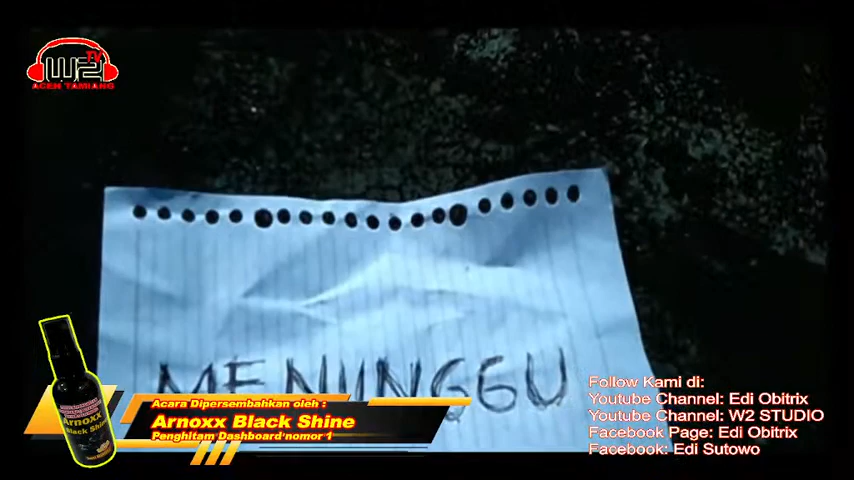 W2 TV
ACEH TAMIANG
MENUNGGU
Acara Dipersembahkan oleh :
Arnoxx Black Shine
Penghitam Dashboard nomor 1
Arnoxx
Black Shine
Follow Kami di:
Youtube Channel: Edi Obitrix
Youtube Channel: W2 STUDIO
Facebook Page: Edi Obitrix
Facebook: Edi Sutowo